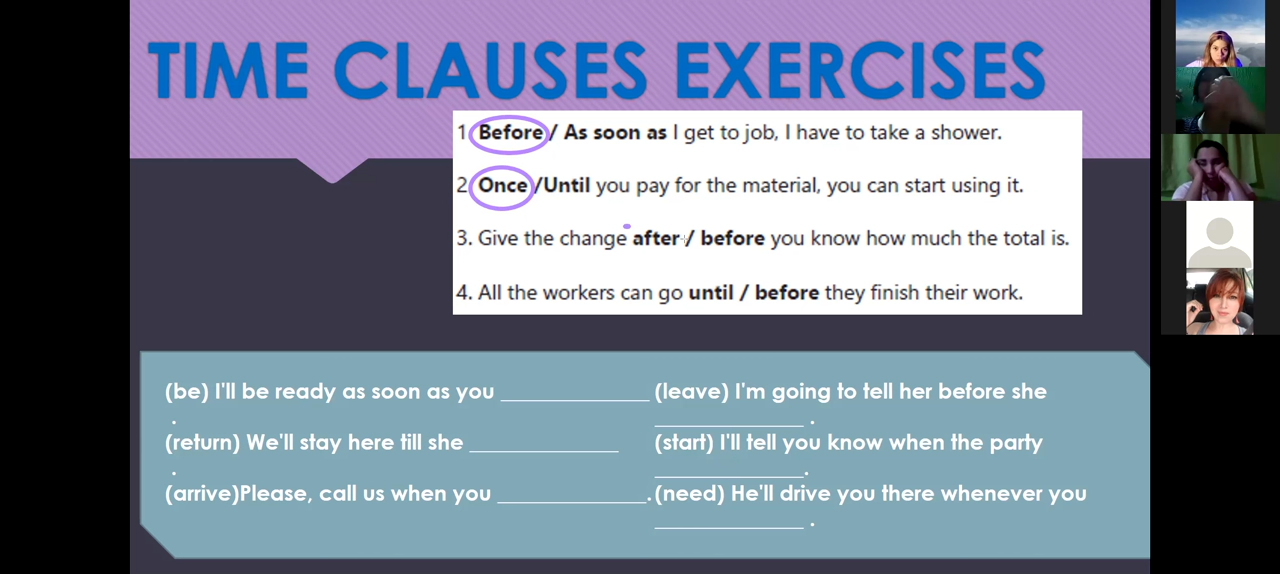 TIME CLAUSES EXERCISES
1 Before / As soon as I get to job, I have to take a shower.
2 Once /Until you pay for the material, you can start using it.
3. Give the change after / before you know how much the total is.
4. All the workers can go until / before they finish their work.
(be) I'll be ready as soon as you ______________
.
(return) We'll stay here till she ______________
.
(arrive)Please, call us when you ______________.
(leave) I'm going to tell her before she
______________ .
(start) I'll tell you know when the party
______________.
(need) He'll drive you there whenever you
______________ .